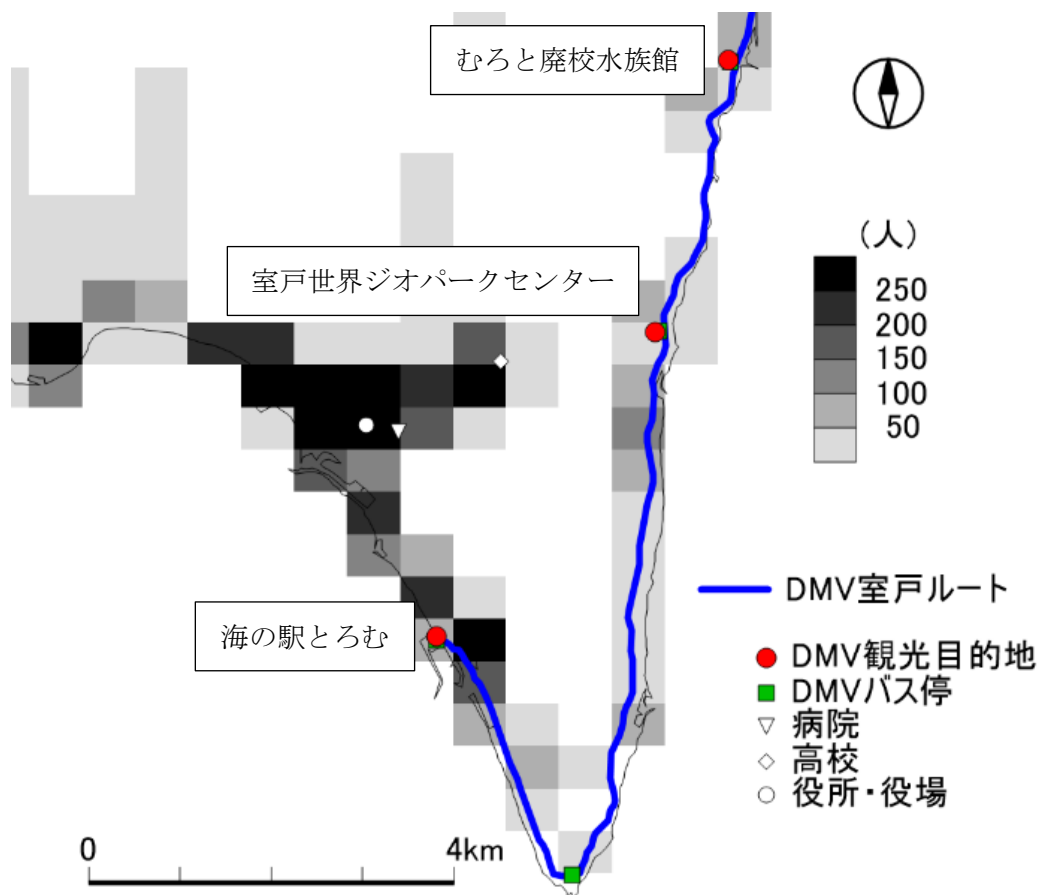 むろと廃校水族館
室戸世界ジオパークセンター
海の駅とろむ
(人)
250
200
150
100
50
DMV室戸ルート
DMV観光目的地
DMVバス停
病院
高校
役所・役場
0
4km